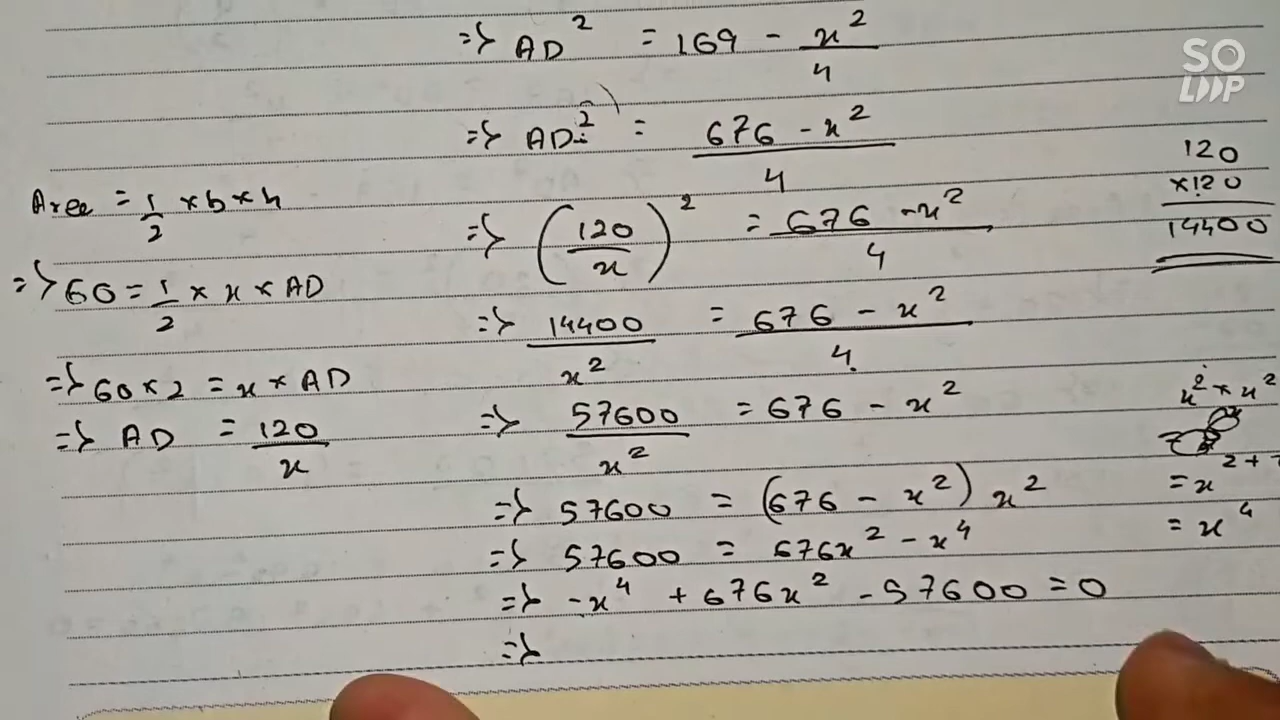 => AD² = 169 - x²/4
=> AD² = 676 - x²/4
=> (120/x)² = 676 - x²/4
=> 14400/x² = 676 - x²/4
=> 57600/x² = 676 - x²
=> 57600 = (676 - x²) x²
=> 57600 = 676x² - x⁴
=> -x⁴ + 676x² - 57600 = 0
=>
Area = 1/2 × b × h
=> 60 = 1/2 × x × AD
=> 60 × 2 = x × AD
=> AD = 120/x
120
×120
14400
x² × x²
= x⁴
SO
LOOP